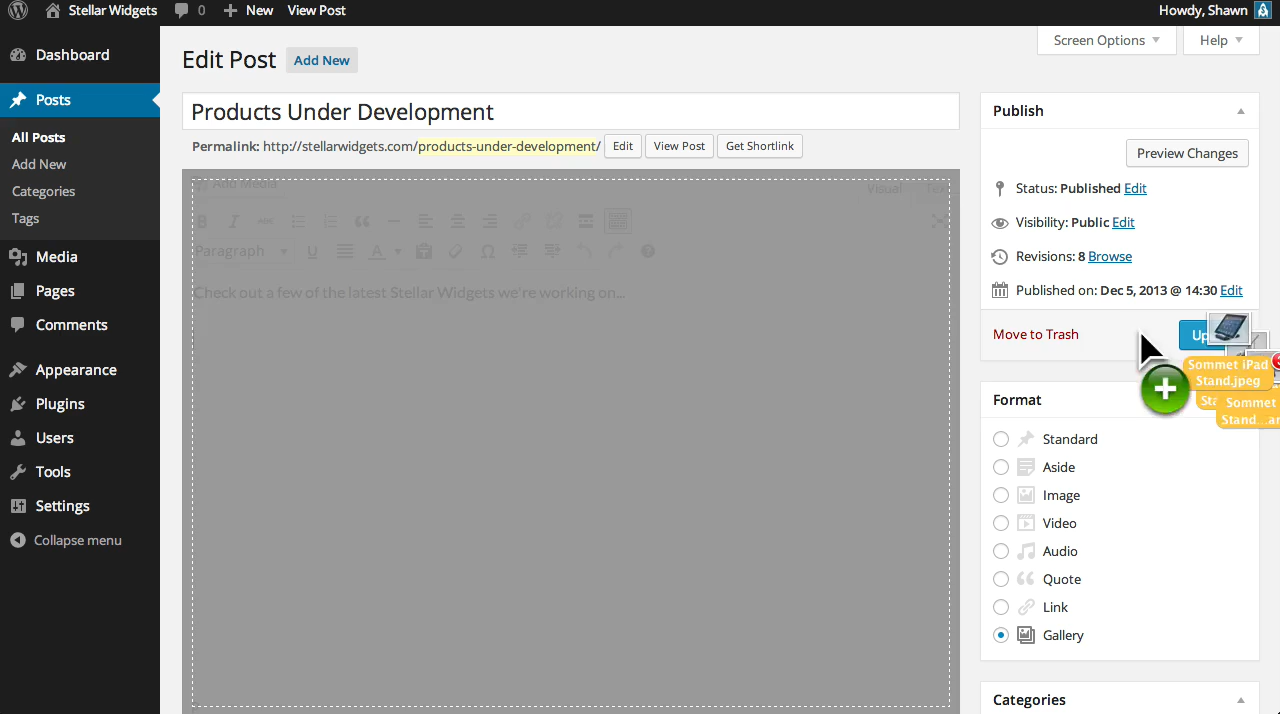 Stellar Widgets 0 New View Post Howdy, Shawn
Screen Options Help
Dashboard
Posts
All Posts
Add New
Categories
Tags
Media
Pages
Comments
Appearance
Plugins
Users
Tools
Settings
Collapse menu
Edit Post Add New
Products Under Development
Permalink: http://stellarwidgets.com/products-under-development/ Edit View Post Get Shortlink
Add Media Visual
B I ABC
Paragraph U A
Check out a few of the latest Stellar Widgets we're working on...
Publish
Preview Changes
Status: Published Edit
Visibility: Public Edit
Revisions: 8 Browse
Published on: Dec 5, 2013 @ 14:30 Edit
Move to Trash Up
Sommet iPad
Stand.jpeg
Sta
Sommet
Stand...ar
Format
Standard
Aside
Image
Video
Audio
Quote
Link
Gallery
Categories